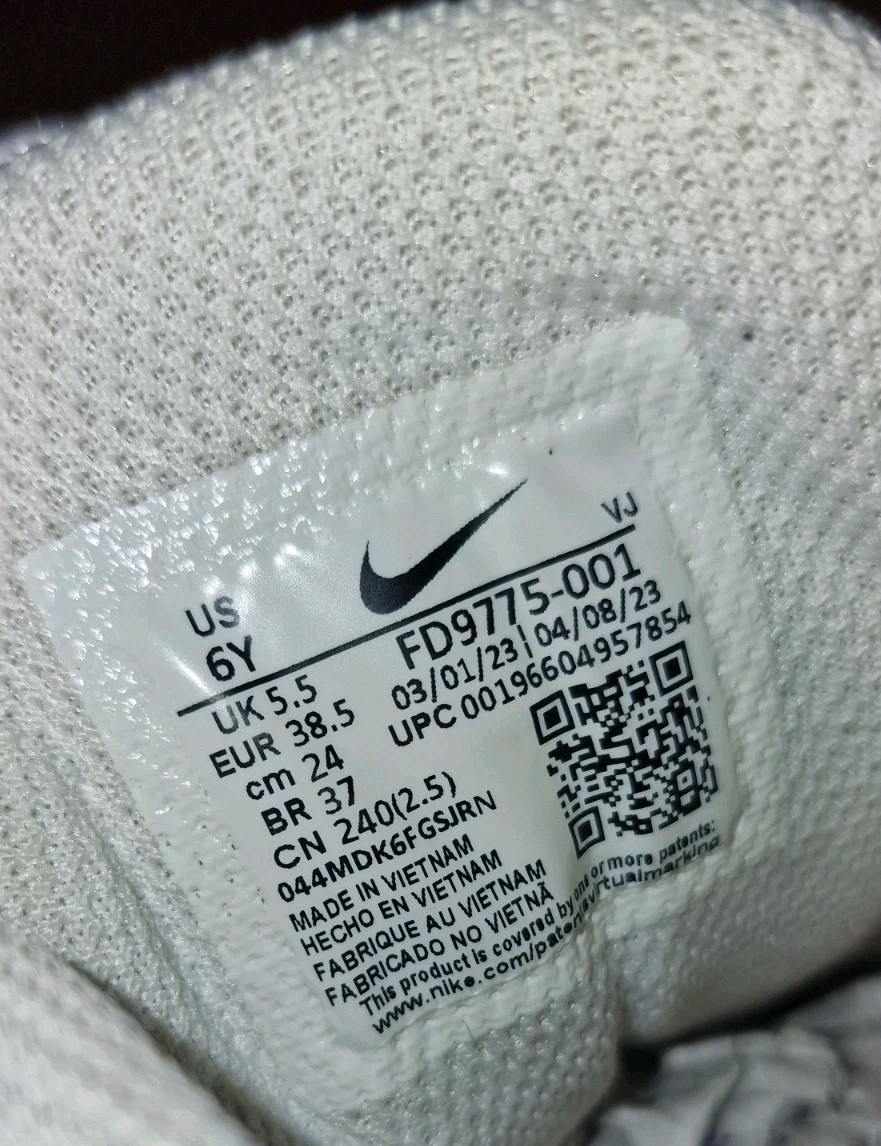 VJ
US
6Y
FD9775-001
03/01/23 | 04/08/23
UPC 00196604957854
UK 5.5
EUR 38.5
cm 24
BR 37
CN 240(2.5)
044MDK6FGSJRN
MADE IN VIETNAM
HECHO EN VIETNAM
FABRIQUE AU VIETNAM
FABRICADO NO VIETNÃ
This product is covered by one or more patents:
www.nike.com/patents/virtualmarking